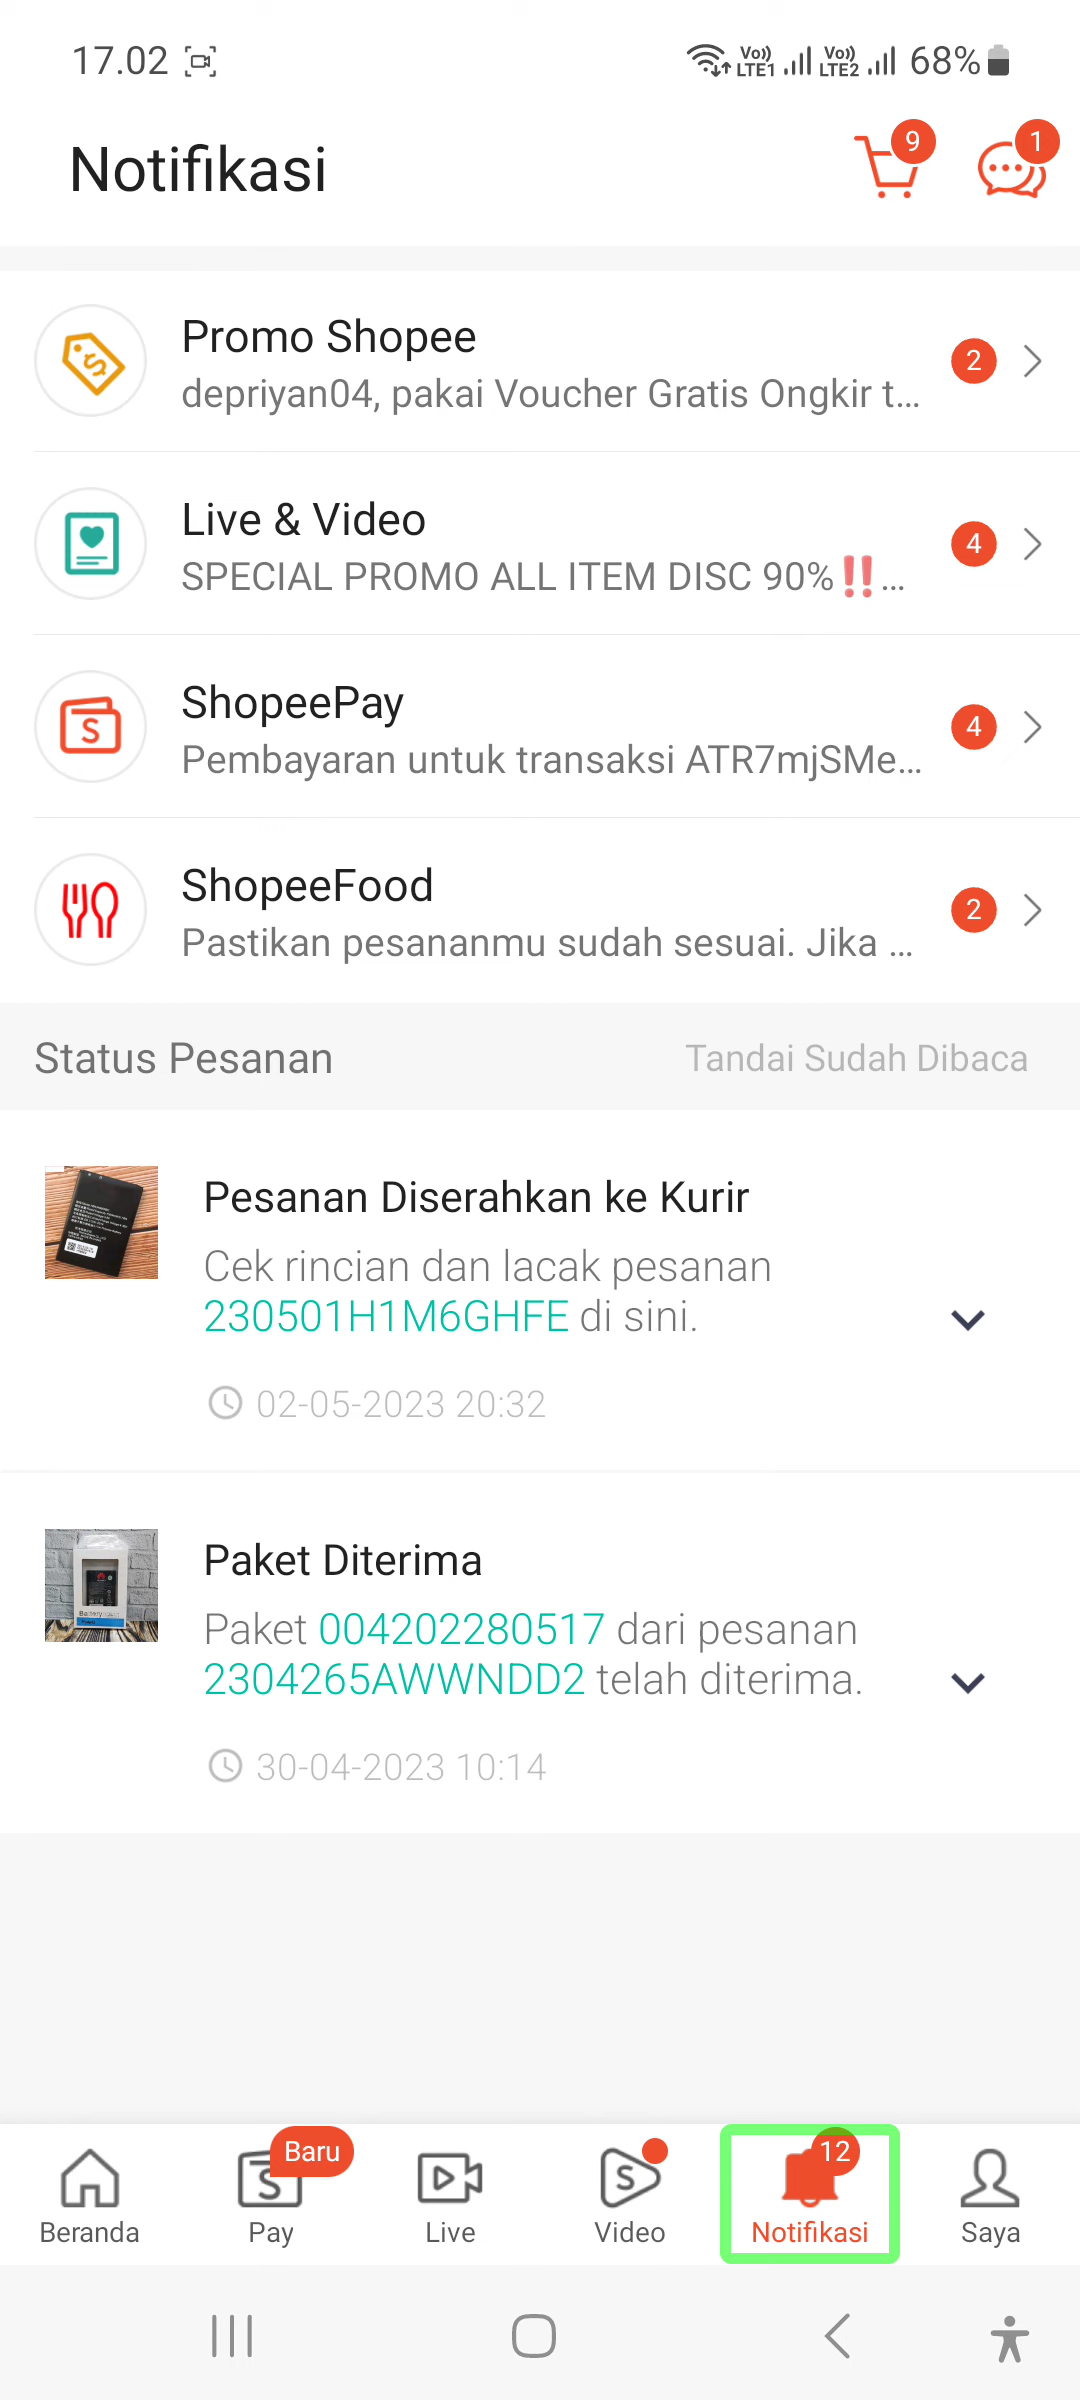 17.02
Vo)) LTE1 Vo)) LTE2 68%
Notifikasi
9
1
Promo Shopee
depriyan04, pakai Voucher Gratis Ongkir t...
2
Live & Video
SPECIAL PROMO ALL ITEM DISC 90%‼️...
4
ShopeePay
Pembayaran untuk transaksi ATR7mjSMe...
4
ShopeeFood
Pastikan pesananmu sudah sesuai. Jika ...
2
Status Pesanan
Tandai Sudah Dibaca
Pesanan Diserahkan ke Kurir
Cek rincian dan lacak pesanan
230501H1M6GHFE di sini.
02-05-2023 20:32
Paket Diterima
Paket 004202280517 dari pesanan
2304265AWWNDD2 telah diterima.
30-04-2023 10:14
Baru
12
Beranda
Pay
Live
Video
Notifikasi
Saya